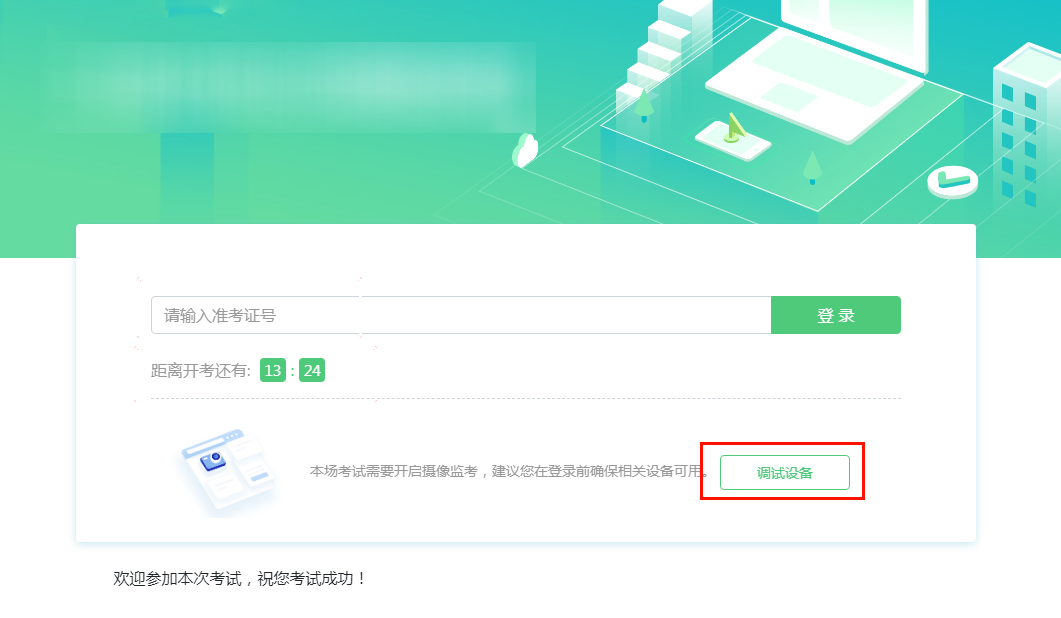 请输入准考证号
登 录
距离开考还有: 13 : 24
本场考试需要开启摄像监考，建议您在登录前确保相关设备可用。
调试设备
欢迎参加本次考试，祝您考试成功！